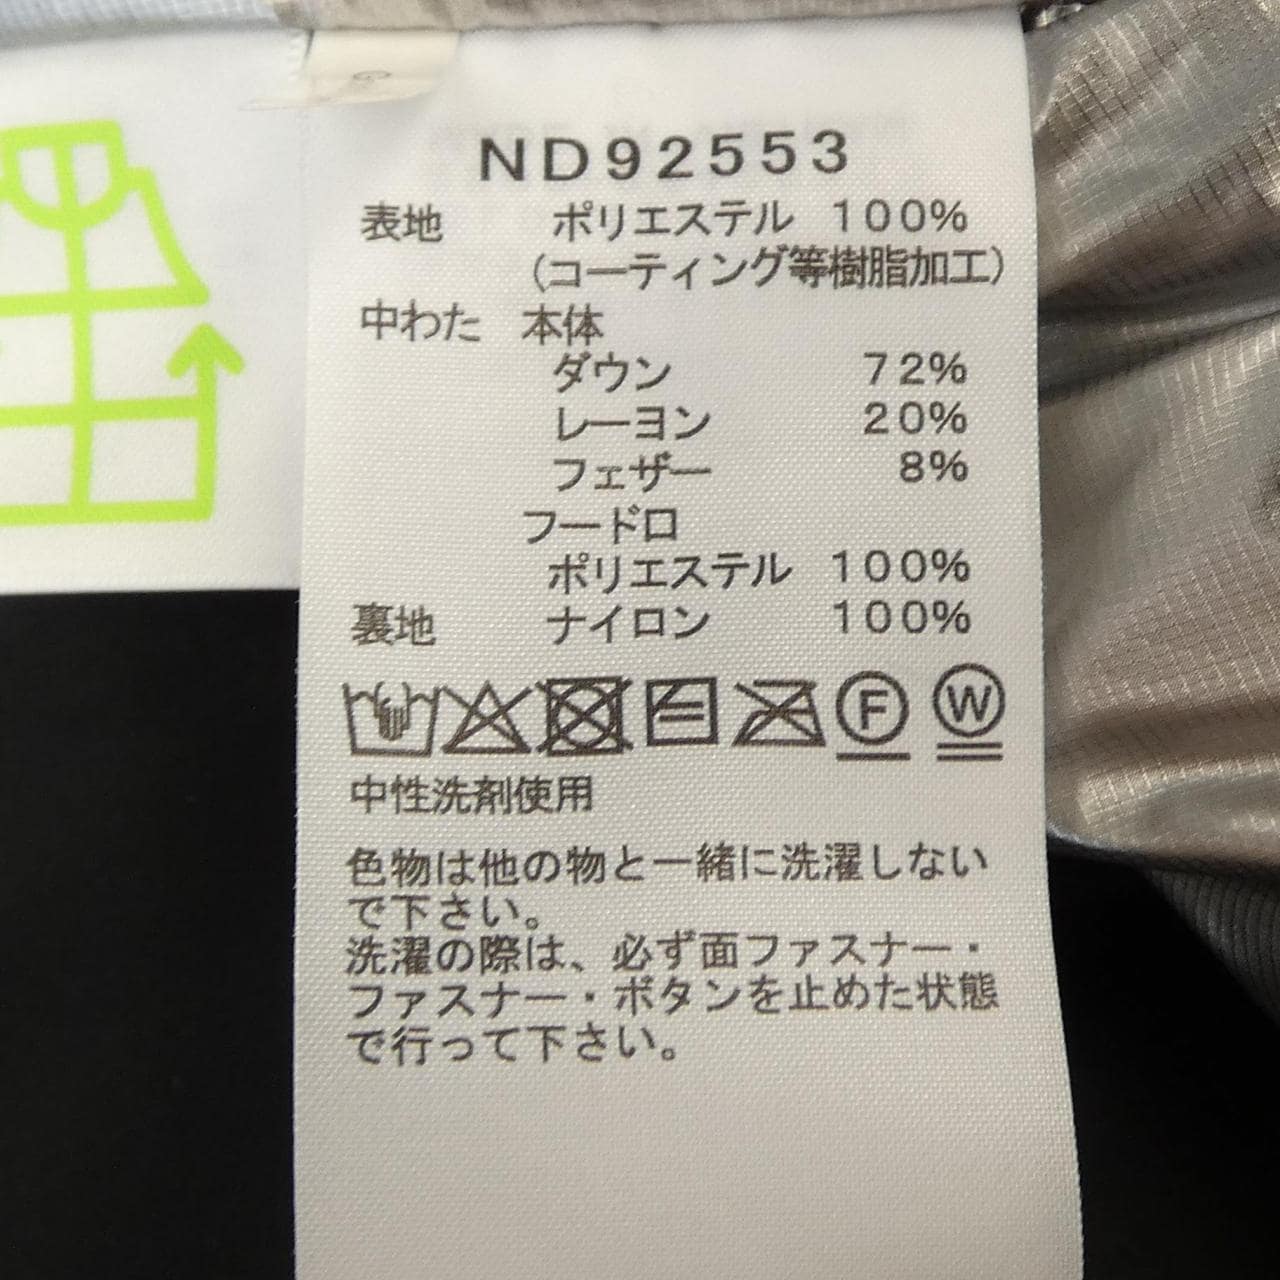 ND92553
表地 ポリエステル 100%
(コーティング等樹脂加工)
中わた 本体
ダウン 72%
レーヨン 20%
フェザー 8%
フード口
ポリエステル 100%
裏地 ナイロン 100%
F W
中性洗剤使用
色物は他の物と一緒に洗濯しない
で下さい。
洗濯の際は、必ず面ファスナー・
ファスナー・ボタンを止めた状態
で行って下さい。